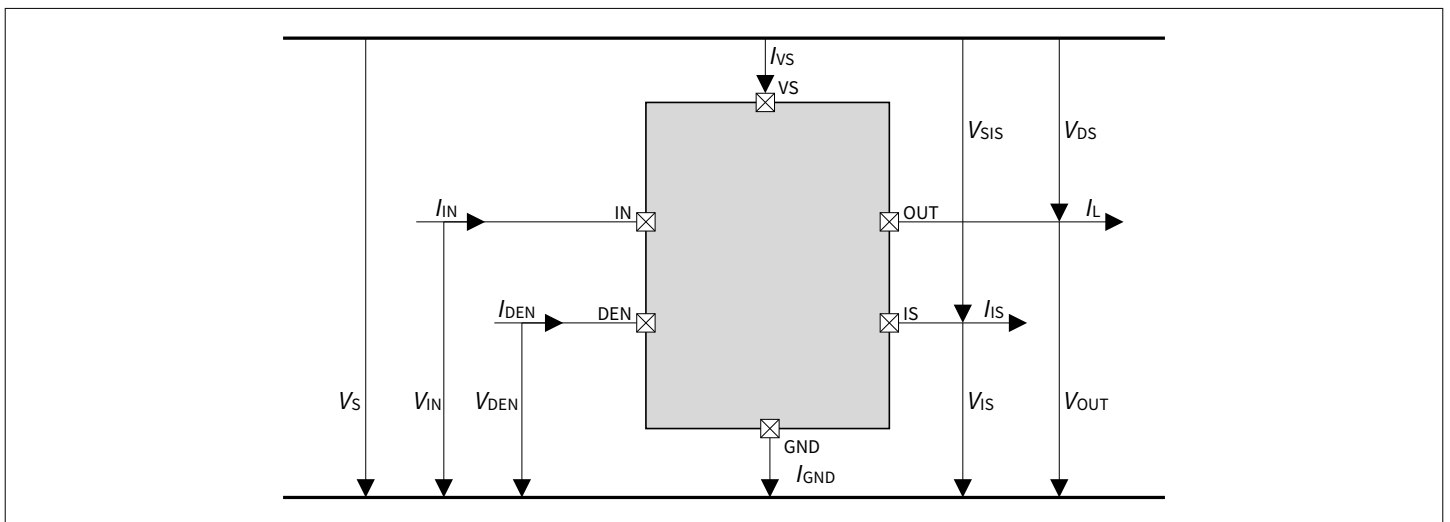 IVS
VS
VSIS
VDS
IIN
IN
OUT
IL
IDEN
DEN
IS
IIS
VS
VIN
VDEN
VIS
VOUT
GND
IGND